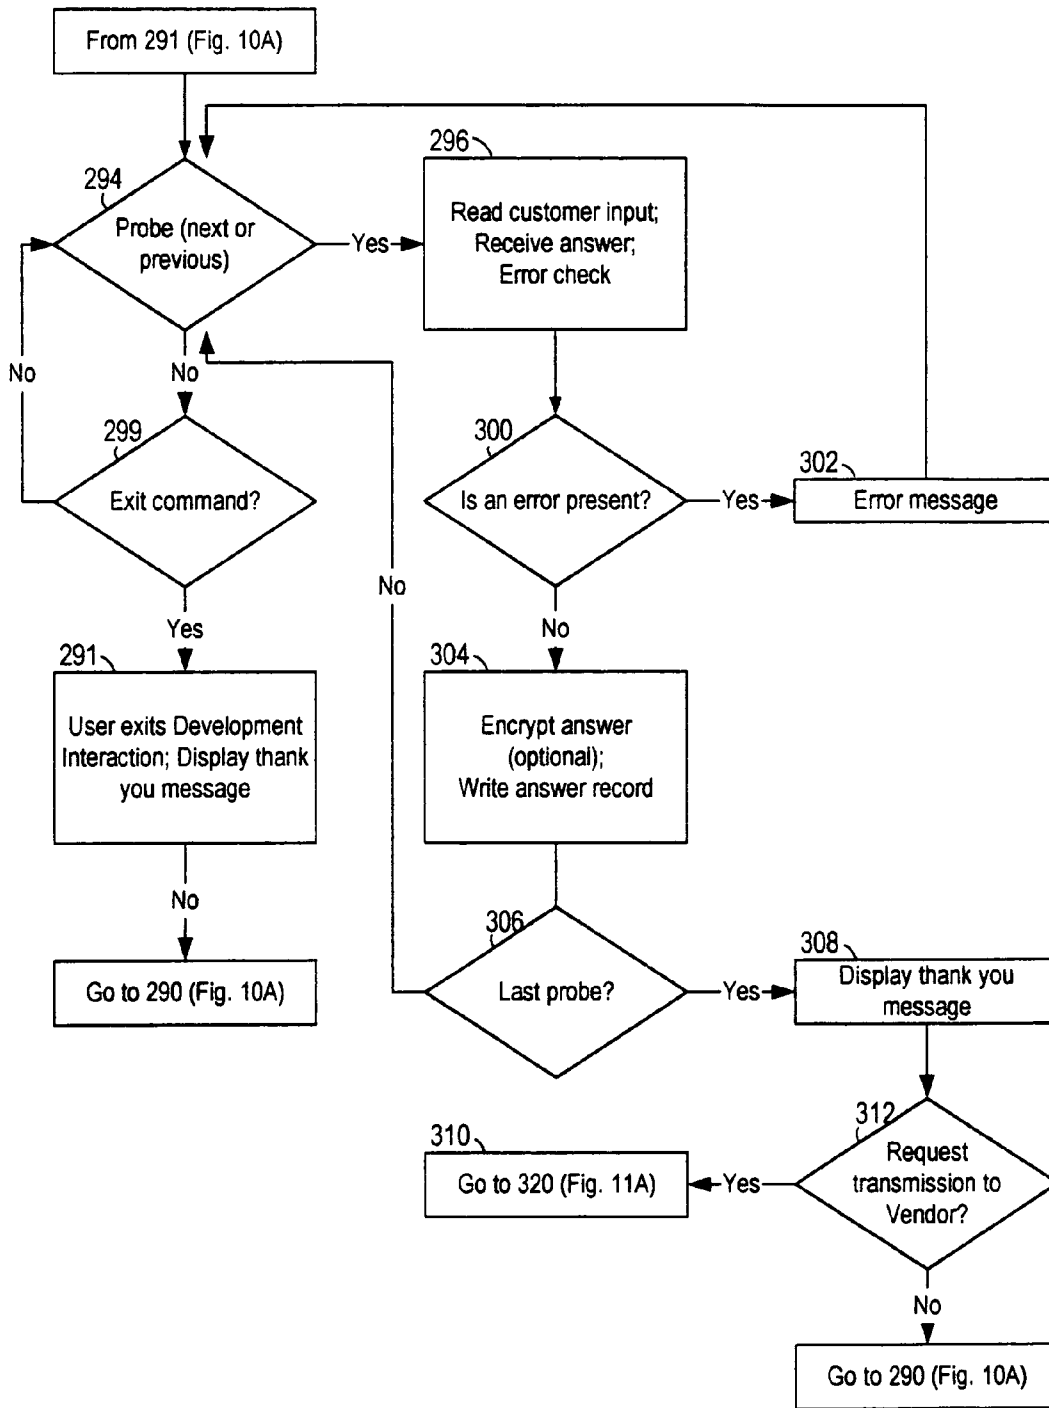 From 291 (Fig. 10A)
294
Probe (next or
previous)
Yes
296
Read customer input;
Receive answer;
Error check
No
No
299
Exit command?
300
Is an error present?
Yes
302
Error message
No
Yes
No
291
User exits Development
Interaction; Display thank
you message
304
Encrypt answer
(optional);
Write answer record
No
Go to 290 (Fig. 10A)
306
Last probe?
Yes
308
Display thank you
message
312
Request
transmission to
Vendor?
Yes
310
Go to 320 (Fig. 11A)
No
Go to 290 (Fig. 10A)